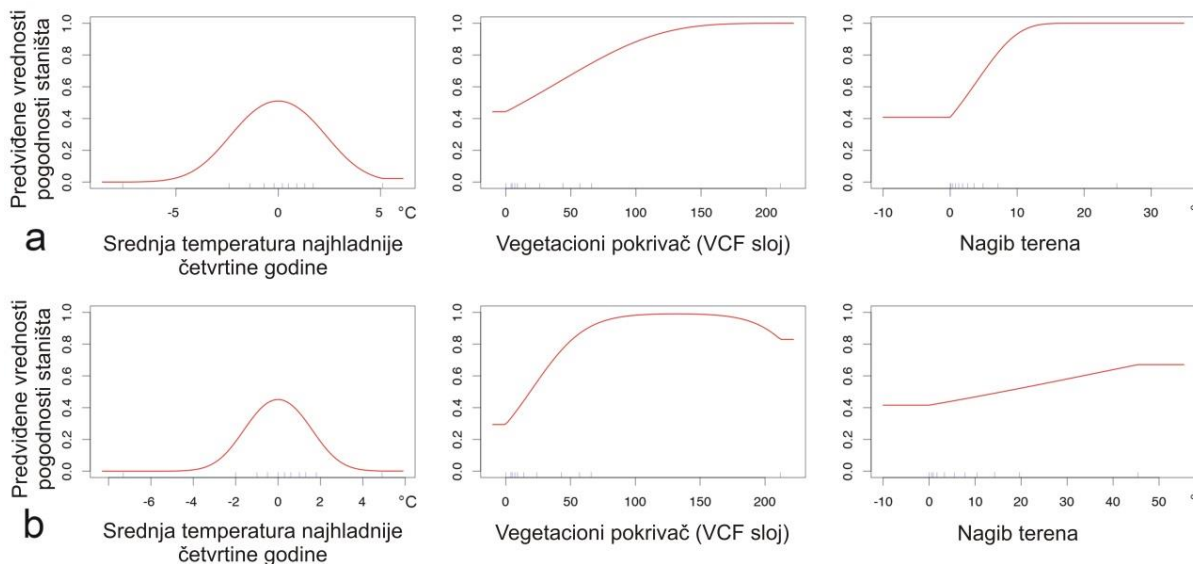 Predviđene vrednosti
pogodnosti staništa
0.0 0.2 0.4 0.6 0.8 1.0
-5 0 5 °C
Srednja temperatura najhladnije
četvrtine godine
0.0 0.2 0.4 0.6 0.8 1.0
0 50 100 150 200
Vegetacioni pokrivač (VCF sloj)
0.0 0.2 0.4 0.6 0.8 1.0
-10 0 10 20 30
Nagib terena
a
Predviđene vrednosti
pogodnosti staništa
0.0 0.2 0.4 0.6 0.8 1.0
-6 -4 -2 0 2 4 °C
Srednja temperatura najhladnije
četvrtine godine
0.0 0.2 0.4 0.6 0.8 1.0
0 50 100 150 200
Vegetacioni pokrivač (VCF sloj)
0.0 0.2 0.4 0.6 0.8 1.0
-10 0 10 20 30 40 50
Nagib terena
b